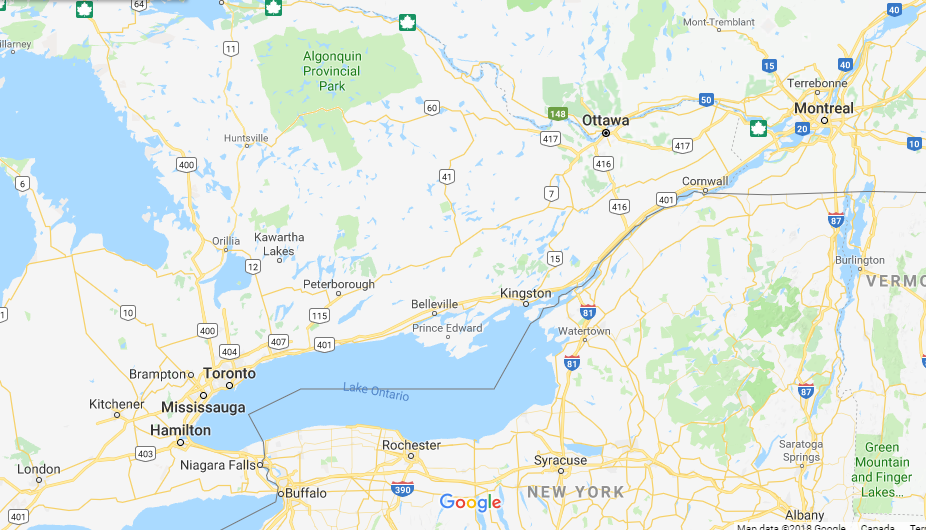 64
40
Mont-Tremblant
illarney
11
Algonquin
Provincial
Park
15
40
Terrebonne
60
50
Montreal
148
Ottawa
20
Huntsville
417
417
10
400
416
41
Cornwall
6
7
401
416
87
Orillia
Kawartha
Lakes
12
15
Burlington
Peterborough
VERMO
Kingston
Belleville
10
115
81
Prince Edward
Watertown
400
407
401
404
81
Brampton
Toronto
Lake Ontario
87
Kitchener
Mississauga
Hamilton
Rochester
Saratoga
Springs
403
Green
Mountain
and Finger
Lakes...
London
Niagara Falls
Syracuse
390
Buffalo
Google
NEW YORK
401
Albany
Map data ©2018 Google
Canada
Ter